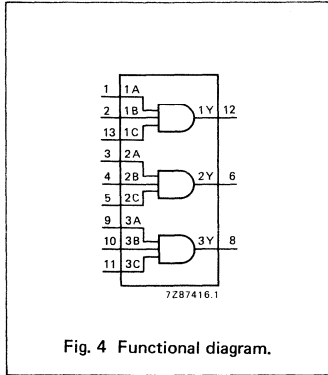 1 1A
2 1B 1Y 12
13 1C
3 2A
4 2B 2Y 6
5 2C
9 3A
10 3B 3Y 8
11 3C
7Z87416.1
Fig. 4 Functional diagram.